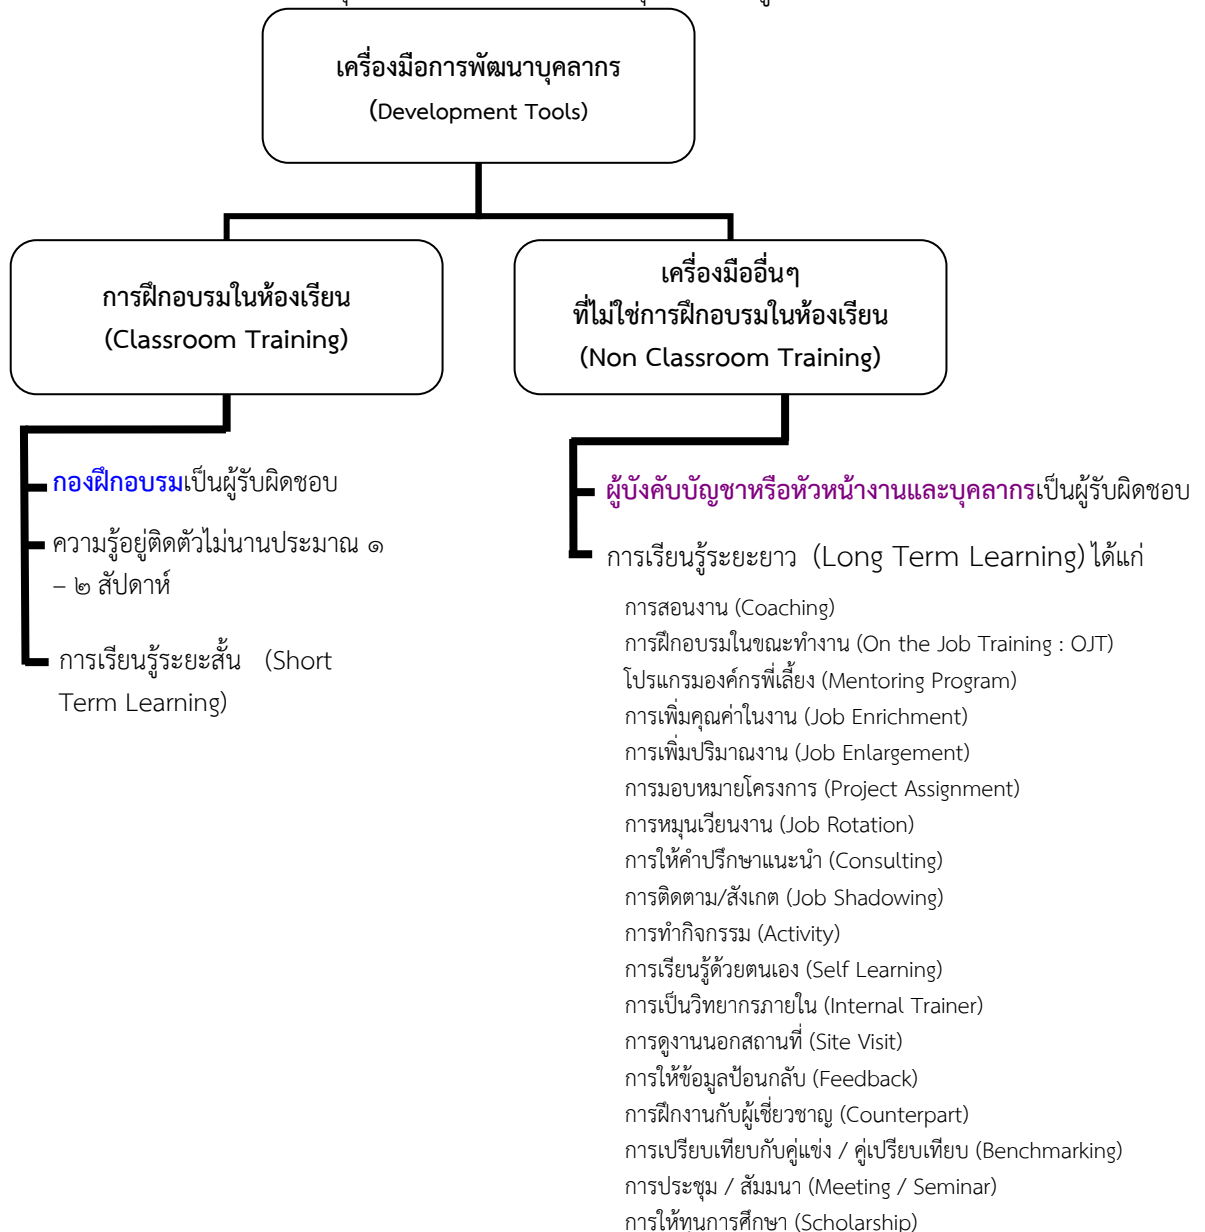 เครื่องมือการพัฒนาบุคลากร
(Development Tools)
การฝึกอบรมในห้องเรียน
(Classroom Training)
เครื่องมืออื่นๆ
ที่ไม่ใช่การฝึกอบรมในห้องเรียน
(Non Classroom Training)
กองฝึกอบรมเป็นผู้รับผิดชอบ
ความรู้อยู่ติดตัวไม่นานประมาณ ๑
– ๒ สัปดาห์
การเรียนรู้ระยะสั้น (Short
Term Learning)
ผู้บังคับบัญชาหรือหัวหน้างานและบุคลากรเป็นผู้รับผิดชอบ
การเรียนรู้ระยะยาว (Long Term Learning) ได้แก่
การสอนงาน (Coaching)
การฝึกอบรมในขณะทำงาน (On the Job Training : OJT)
โปรแกรมองค์กรพี่เลี้ยง (Mentoring Program)
การเพิ่มคุณค่าในงาน (Job Enrichment)
การเพิ่มปริมาณงาน (Job Enlargement)
การมอบหมายโครงการ (Project Assignment)
การหมุนเวียนงาน (Job Rotation)
การให้คำปรึกษาแนะนำ (Consulting)
การติดตาม/สังเกต (Job Shadowing)
การทำกิจกรรม (Activity)
การเรียนรู้ด้วยตนเอง (Self Learning)
การเป็นวิทยากรภายใน (Internal Trainer)
การดูงานนอกสถานที่ (Site Visit)
การให้ข้อมูลป้อนกลับ (Feedback)
การฝึกงานกับผู้เชี่ยวชาญ (Counterpart)
การเปรียบเทียบกับคู่แข่ง / คู่เปรียบเทียบ (Benchmarking)
การประชุม / สัมมนา (Meeting / Seminar)
การให้ทุนการศึกษา (Scholarship)